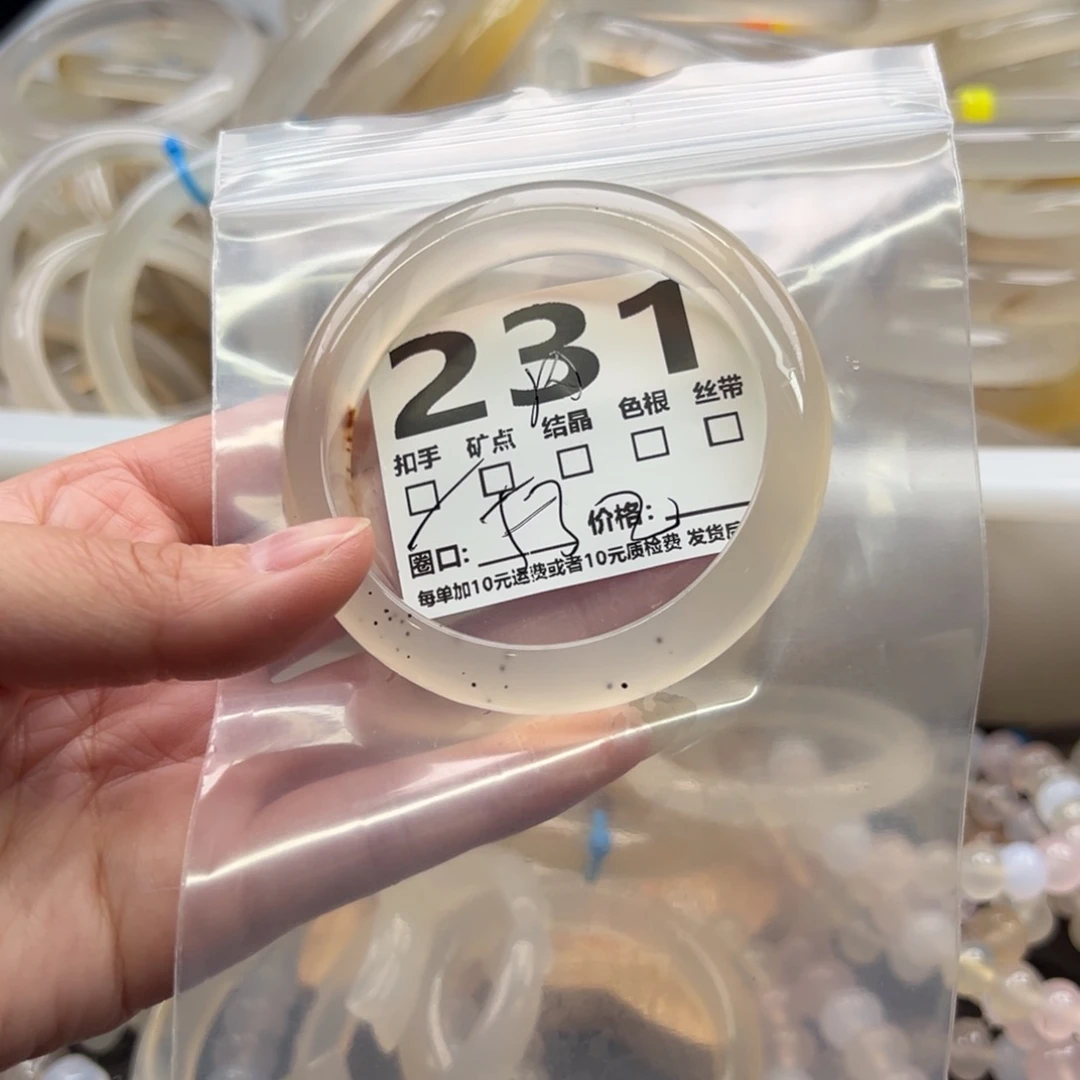 231
扣手 矿点 结晶 色根 丝带
圈口: 价格:
每单加10元运费或者10元质检费 发货后